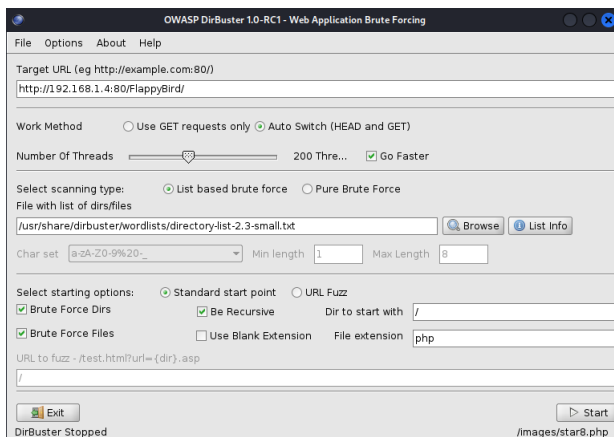 OWASP DirBuster 1.0-RC1 - Web Application Brute Forcing
File Options About Help
Target URL (eg http://example.com:80/)
http://192.168.1.4:80/FlappyBird/
Work Method Use GET requests only Auto Switch (HEAD and GET)
Number Of Threads 200 Thre... Go Faster
Select scanning type: List based brute force Pure Brute Force
File with list of dirs/files
/usr/share/dirbuster/wordlists/directory-list-2.3-small.txt Browse List Info
Char set a-zA-Z0-9%20-_ Min length 1 Max Length 8
Select starting options: Standard start point URL Fuzz
Brute Force Dirs Be Recursive Dir to start with /
Brute Force Files Use Blank Extension File extension php
URL to fuzz - /test.html?url={dir}.asp
/
Exit Start
DirBuster Stopped /images/star8.php